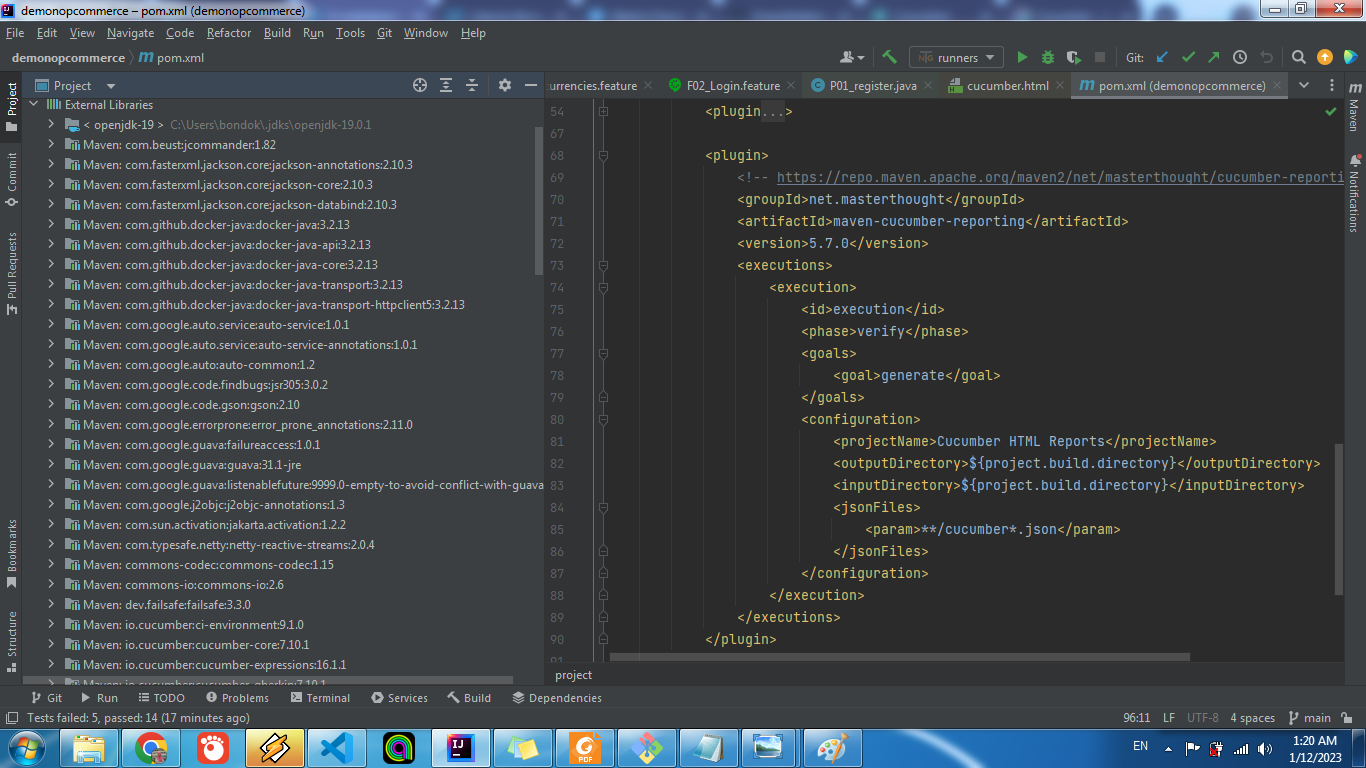 demonopcommerce – pom.xml (demonopcommerce)
File Edit View Navigate Code Refactor Build Run Tools Git Window Help
demonopcommerce pom.xml
runners
Git:
Project
urrencies.feature
F02_Login.feature
P01_register.java
cucumber.html
pom.xml (demonopcommerce)
Project
Commit
Pull Requests
Bookmarks
Structure
External Libraries
< openjdk-19 > C:\Users\bondok\.jdks\openjdk-19.0.1
Maven: com.beust:jcommander:1.82
Maven: com.fasterxml.jackson.core:jackson-annotations:2.10.3
Maven: com.fasterxml.jackson.core:jackson-core:2.10.3
Maven: com.fasterxml.jackson.core:jackson-databind:2.10.3
Maven: com.github.docker-java:docker-java:3.2.13
Maven: com.github.docker-java:docker-java-api:3.2.13
Maven: com.github.docker-java:docker-java-core:3.2.13
Maven: com.github.docker-java:docker-java-transport:3.2.13
Maven: com.github.docker-java:docker-java-transport-httpclient5:3.2.13
Maven: com.google.auto.service:auto-service:1.0.1
Maven: com.google.auto.service:auto-service-annotations:1.0.1
Maven: com.google.auto:auto-common:1.2
Maven: com.google.code.findbugs:jsr305:3.0.2
Maven: com.google.code.gson:gson:2.10
Maven: com.google.errorprone:error_prone_annotations:2.11.0
Maven: com.google.guava:failureaccess:1.0.1
Maven: com.google.guava:guava:31.1-jre
Maven: com.google.guava:listenablefuture:9999.0-empty-to-avoid-conflict-with-guava
Maven: com.google.j2objc:j2objc-annotations:1.3
Maven: com.sun.activation:jakarta.activation:1.2.2
Maven: com.typesafe.netty:netty-reactive-streams:2.0.4
Maven: commons-codec:commons-codec:1.15
Maven: commons-io:commons-io:2.6
Maven: dev.failsafe:failsafe:3.3.0
Maven: io.cucumber:ci-environment:9.1.0
Maven: io.cucumber:cucumber-core:7.10.1
Maven: io.cucumber:cucumber-expressions:16.1.1
Maven: io.cucumber:cucumber-gherkin:7.10.1
54 <plugin...>
67
68 <plugin>
69 <!-- https://repo.maven.apache.org/maven2/net/masterthought/cucumber-reporti
70 <groupId>net.masterthought</groupId>
71 <artifactId>maven-cucumber-reporting</artifactId>
72 <version>5.7.0</version>
73 <executions>
74 <execution>
75 <id>execution</id>
76 <phase>verify</phase>
77 <goals>
78 <goal>generate</goal>
79 </goals>
80 <configuration>
81 <projectName>Cucumber HTML Reports</projectName>
82 <outputDirectory>${project.build.directory}</outputDirectory>
83 <inputDirectory>${project.build.directory}</inputDirectory>
84 <jsonFiles>
85 <param>**/cucumber*.json</param>
86 </jsonFiles>
87 </configuration>
88 </execution>
89 </executions>
90 </plugin>
91
project
Maven
Notifications
Git Run TODO Problems Terminal Services Build Dependencies
Tests failed: 5, passed: 14 (17 minutes ago)
96:11 LF UTF-8 4 spaces main
EN
1:20 AM
1/12/2023